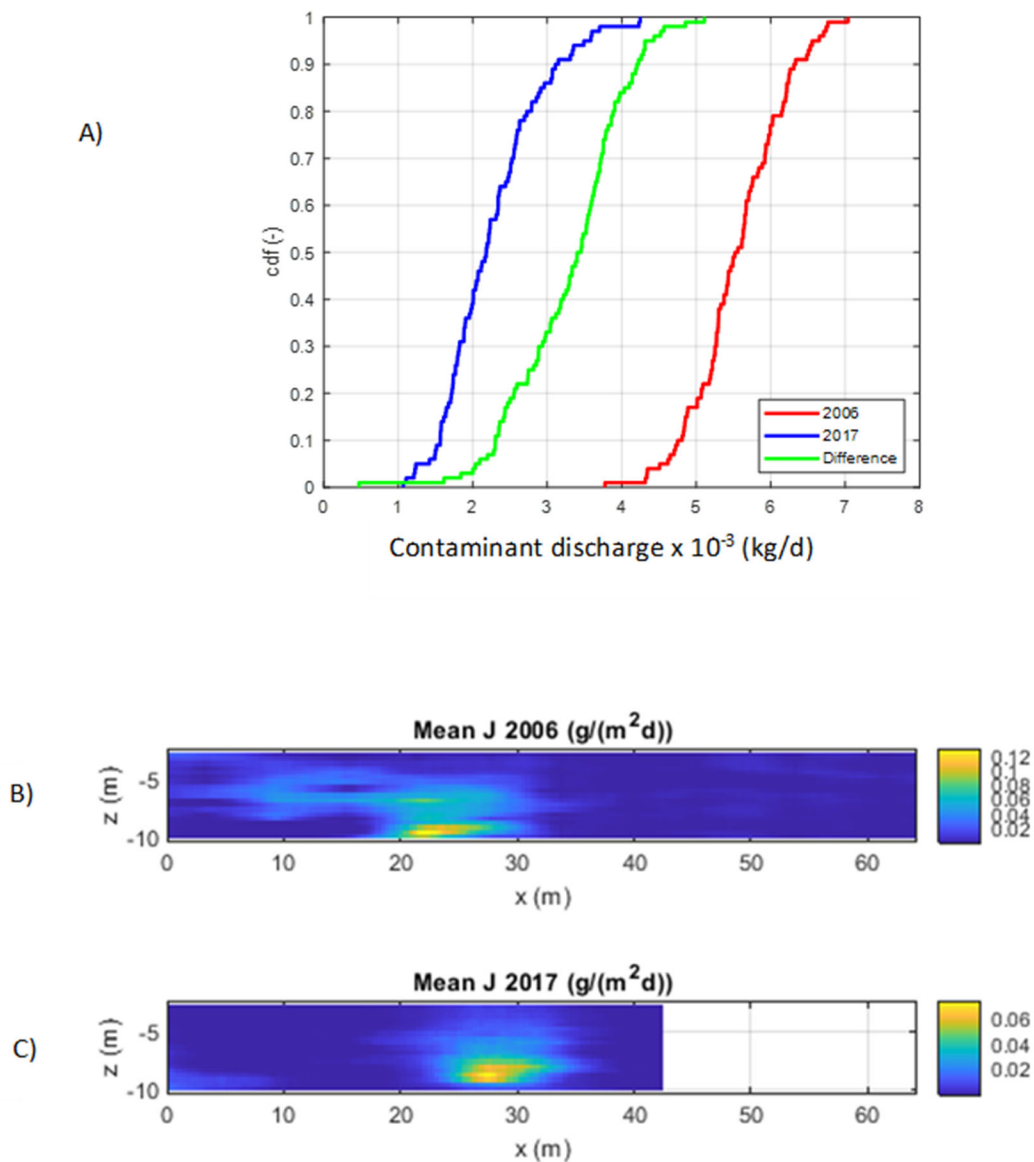 A)
cdf (-)
1
0.9
0.8
0.7
0.6
0.5
0.4
0.3
0.2
0.1
0
0 1 2 3 4 5 6 7 8
2006
2017
Difference
Contaminant discharge x 10⁻³ (kg/d)
B)
Mean J 2006 (g/(m²d))
z (m)
-5
-10
0 10 20 30 40 50 60
x (m)
0.12
0.10
0.08
0.06
0.04
0.02
C)
Mean J 2017 (g/(m²d))
z (m)
-5
-10
0 10 20 30 40 50 60
x (m)
0.06
0.04
0.02